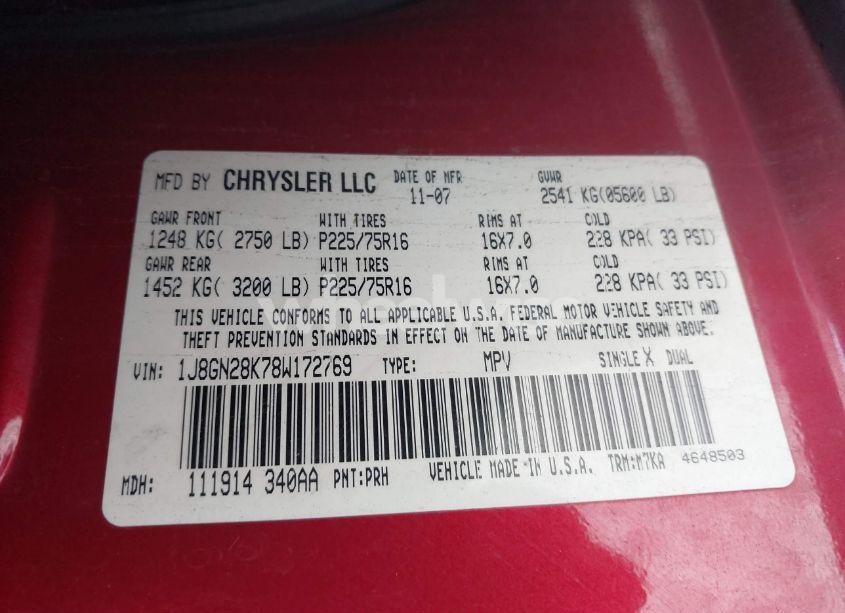 MFD BY CHRYSLER LLC DATE OF MFR 11-07 GVWR 2541 KG(05600 LB)
GAWR FRONT WITH TIRES RIMS AT COLD
1248 KG( 2750 LB) P225/75R16 16X7.0 228 KPA( 33 PSI)
GAWR REAR WITH TIRES RIMS AT COLD
1452 KG( 3200 LB) P225/75R16 16X7.0 228 KPA( 33 PSI)
THIS VEHICLE CONFORMS TO ALL APPLICABLE U.S.A. FEDERAL MOTOR VEHICLE SAFETY AND
THEFT PREVENTION STANDARDS IN EFFECT ON THE DATE OF MANUFACTURE SHOWN ABOVE.
VIN: 1J8GN28K78W172769 TYPE: MPV SINGLE X DUAL
MDH: 111914 340AA PNT:PRH VEHICLE MADE IN U.S.A. TRM:M7KA 4648503